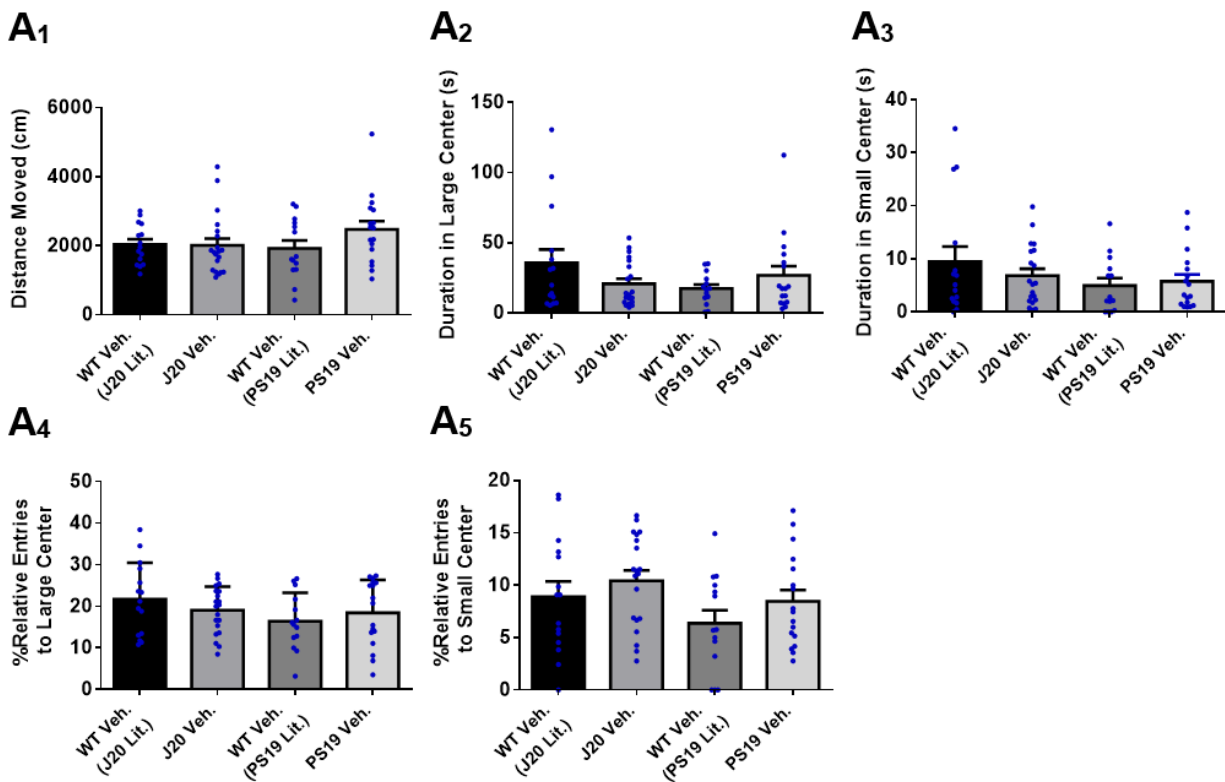 A1
Distance Moved (cm)
6000
4000
2000
0
WT Veh.
(J20 Lit.)
J20 Veh.
WT Veh.
(PS19 Lit.)
PS19 Veh.
A2
Duration in Large Center (s)
150
100
50
0
WT Veh.
(J20 Lit.)
J20 Veh.
WT Veh.
(PS19 Lit.)
PS19 Veh.
A3
Duration in Small Center (s)
40
30
20
10
0
WT Veh.
(J20 Lit.)
J20 Veh.
WT Veh.
(PS19 Lit.)
PS19 Veh.
A4
%Relative Entries
to Large Center
50
40
30
20
10
0
WT Veh.
(J20 Lit.)
J20 Veh.
WT Veh.
(PS19 Lit.)
PS19 Veh.
A5
%Relative Entries
to Small Center
20
15
10
5
0
WT Veh.
(J20 Lit.)
J20 Veh.
WT Veh.
(PS19 Lit.)
PS19 Veh.